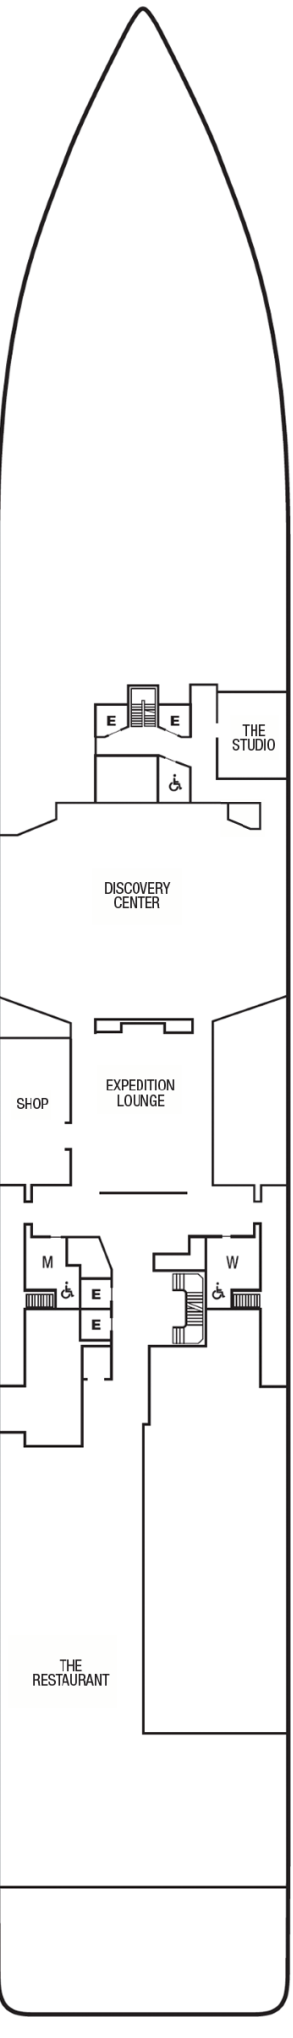 E
E
THE
STUDIO
DISCOVERY
CENTER
EXPEDITION
LOUNGE
SHOP
M
W
E
E
THE
RESTAURANT